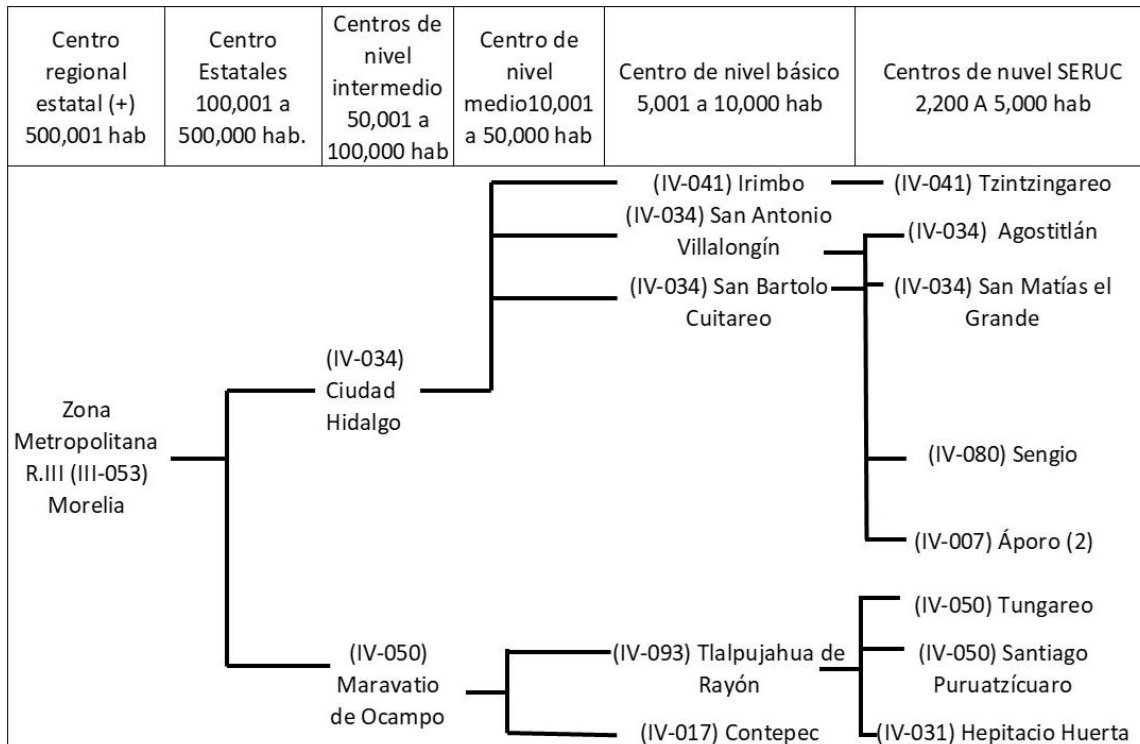 Centro
regional
estatal (+)
500,001 hab
Centro
Estatales
100,001 a
500,000 hab.
Centros de
nivel
intermedio
50,001 a
100,000 hab
Centro de
nivel
medio10,001
a 50,000 hab
Centro de nivel básico
5,001 a 10,000 hab
Centros de nuvel SERUC
2,200 A 5,000 hab
Zona
Metropolitana
R.III (III-053)
Morelia
(IV-034)
Ciudad
Hidalgo
(IV-041) Irimbo
(IV-034) San Antonio
Villalongín
(IV-034) San Bartolo
Cuitareo
(IV-041) Tzintzingareo
(IV-034) Agostitlán
(IV-034) San Matías el
Grande
(IV-080) Sengio
(IV-007) Áporo (2)
(IV-050)
Maravatio
de Ocampo
(IV-093) Tlalpujahua de
Rayón
(IV-017) Contepec
(IV-050) Tungareo
(IV-050) Santiago
Puruatzícuaro
(IV-031) Hepitacio Huerta